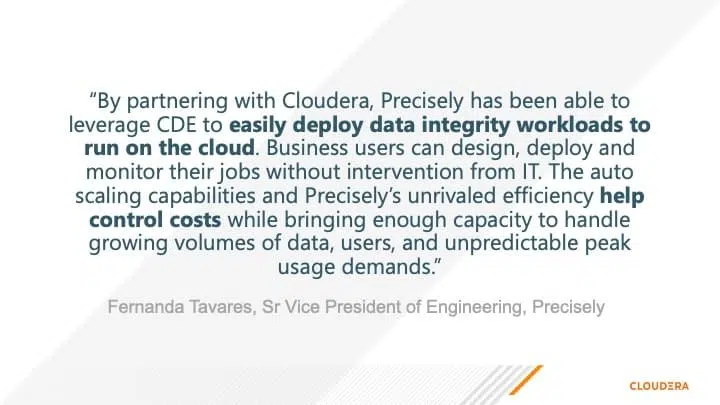 “By partnering with Cloudera, Precisely has been able to
leverage CDE to easily deploy data integrity workloads to
run on the cloud. Business users can design, deploy and
monitor their jobs without intervention from IT. The auto
scaling capabilities and Precisely’s unrivaled efficiency help
control costs while bringing enough capacity to handle
growing volumes of data, users, and unpredictable peak
usage demands.”
Fernanda Tavares, Sr Vice President of Engineering, Precisely
CLOUDERA